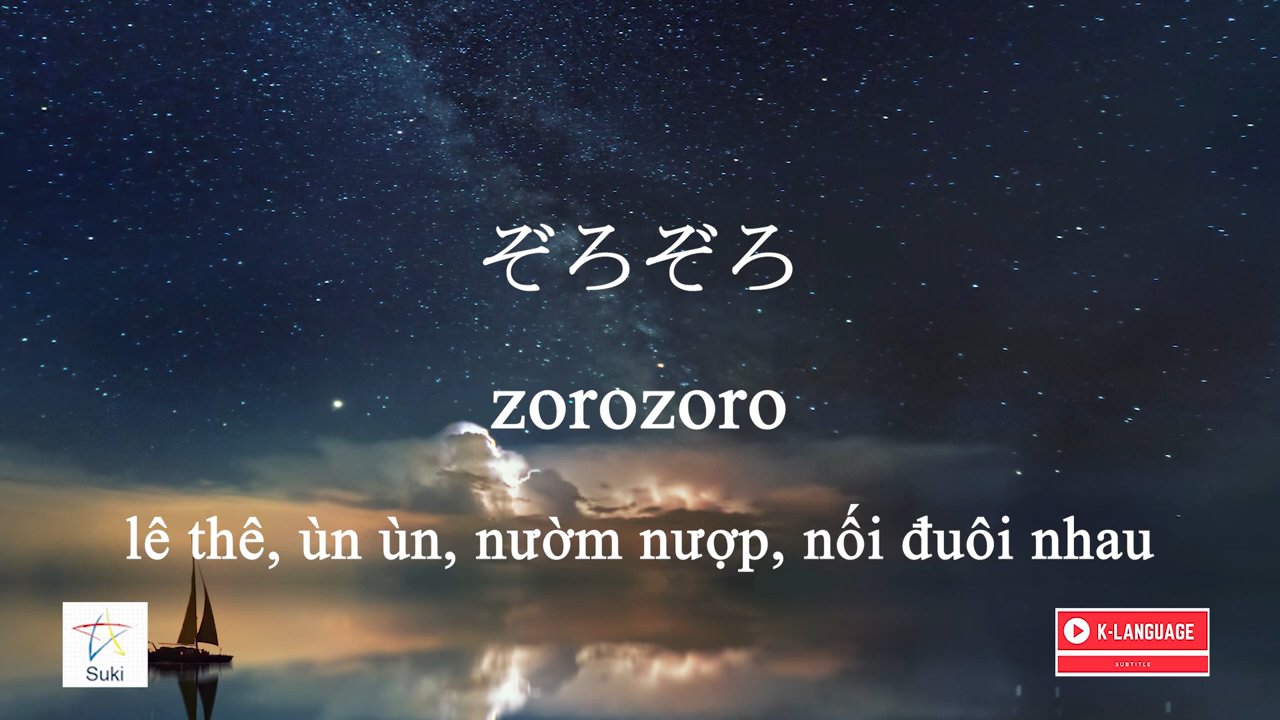 ぞろぞろ
zorozoro
lê thê, ùn ùn, nườm nượp, nối đuôi nhau
Suki
K-LANGUAGE
SUBTITLE